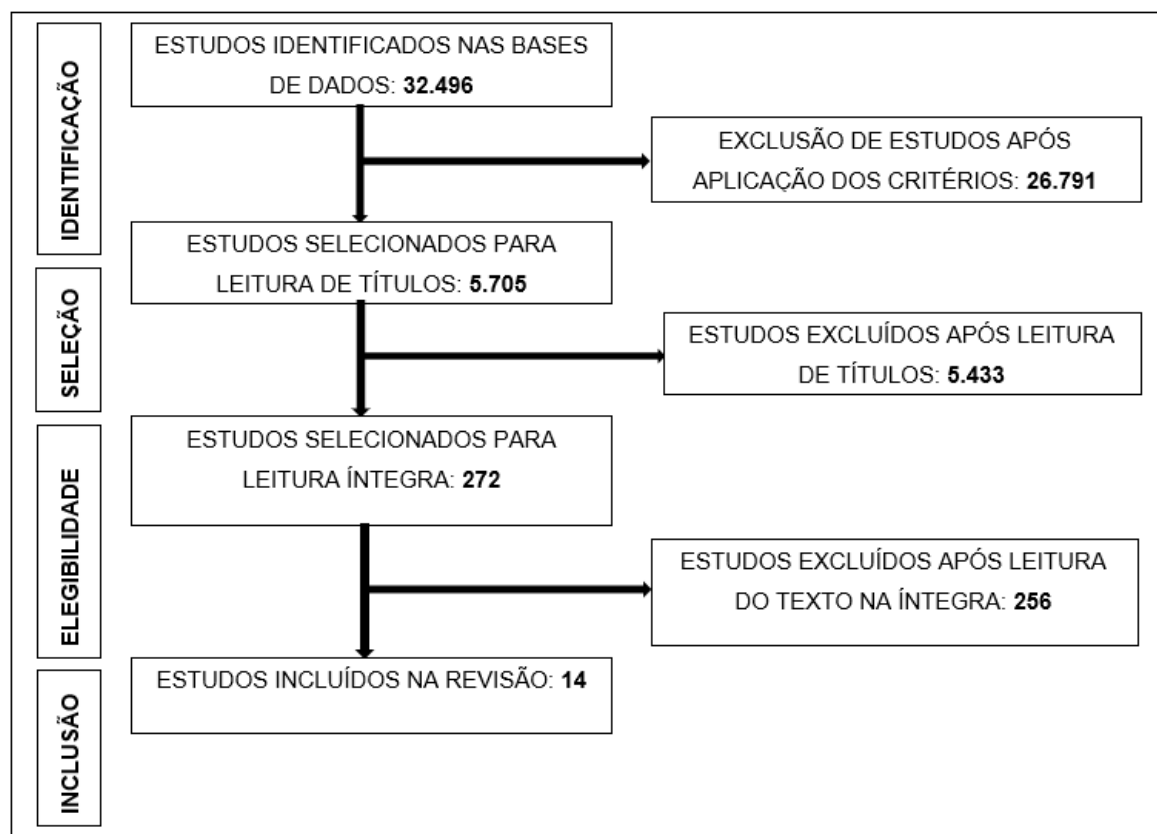 IDENTIFICAÇÃO
ESTUDOS IDENTIFICADOS NAS BASES
DE DADOS: 32.496
EXCLUSÃO DE ESTUDOS APÓS
APLICAÇÃO DOS CRITÉRIOS: 26.791
SELEÇÃO
ESTUDOS SELECIONADOS PARA
LEITURA DE TÍTULOS: 5.705
ESTUDOS EXCLUÍDOS APÓS LEITURA
DE TÍTULOS: 5.433
ELEGIBILIDADE
ESTUDOS SELECIONADOS PARA
LEITURA ÍNTEGRA: 272
ESTUDOS EXCLUÍDOS APÓS LEITURA
DO TEXTO NA ÍNTEGRA: 256
INCLUSÃO
ESTUDOS INCLUÍDOS NA REVISÃO: 14